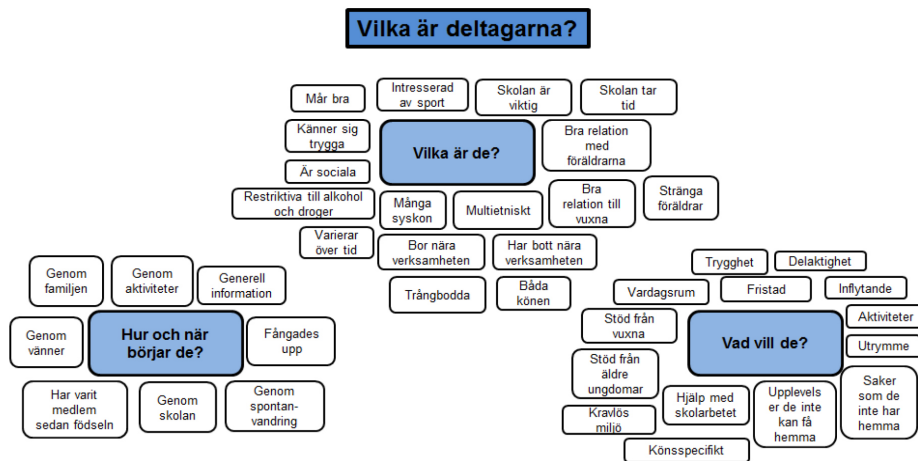 Vilka är deltagarna?
Mår bra
Intresserad
av sport
Skolan är
viktig
Skolan tar
tid
Känner sig
trygga
Vilka är de?
Bra relation
med
föräldrarna
Är sociala
Restriktiva till alkohol
och droger
Många
syskon
Multietniskt
Bra
relation till
vuxna
Stränga
föräldrar
Varierar
över tid
Bor nära
verksamheten
Har bott nära
verksamheten
Trångbodda
Båda
könen
Genom
familjen
Genom
aktiviteter
Generell
information
Genom
vänner
Hur och när
börjar de?
Fångades
upp
Har varit
medlem
sedan födseln
Genom
skolan
Genom
spontan-
vandring
Trygghet
Delaktighet
Vardagsrum
Fristad
Inflytande
Stöd från
vuxna
Vad vill de?
Aktiviteter
Utrymme
Stöd från
äldre
ungdomar
Kravlös
miljö
Hjälp med
skolarbetet
Upplevels
er de inte
kan få
hemma
Saker
som de
inte har
hemma
Könsspecifikt